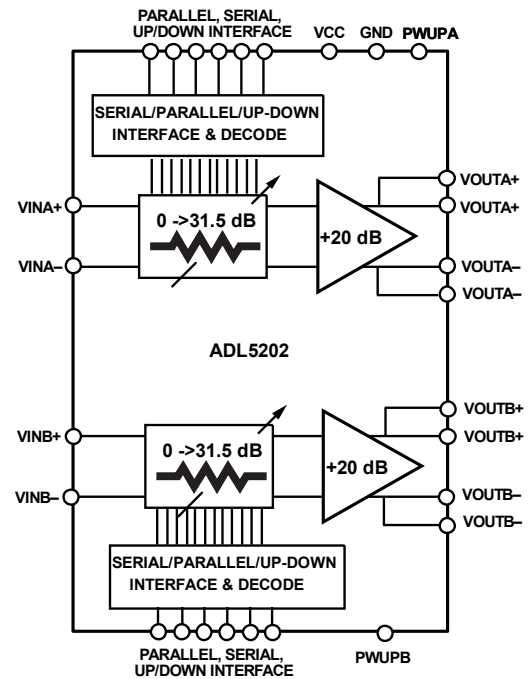 PARALLEL, SERIAL,
UP/DOWN INTERFACE
VCC
GND
PWUPA
SERIAL/PARALLEL/UP-DOWN
INTERFACE & DECODE
VINA+
0 ->31.5 dB
+20 dB
VOUTA+
VOUTA+
VINA–
VOUTA–
VOUTA–
ADL5202
VINB+
0 ->31.5 dB
+20 dB
VOUTB+
VOUTB+
VINB–
VOUTB–
VOUTB–
SERIAL/PARALLEL/UP-DOWN
INTERFACE & DECODE
PARALLEL, SERIAL,
UP/DOWN INTERFACE
PWUPB